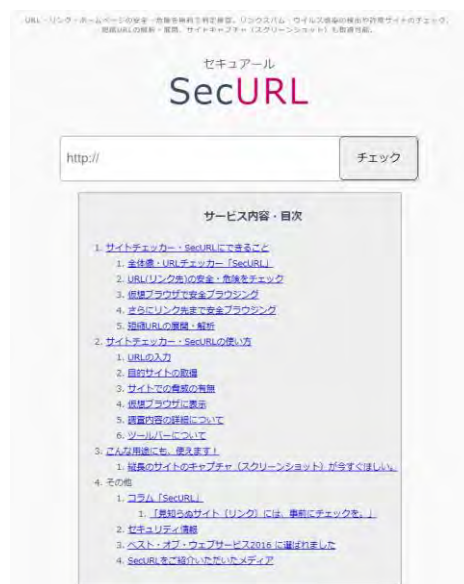 URL・リンク・ホームページの安全・危険を無料で判定検証。リンクスパム・ウイルス感染の検出や詐欺サイトのチェック、
短縮URLの解析・展開、サイトキャプチャ（スクリーンショット）も取得可能。
セキュアール
SecURL
http://
チェック
サービス内容・目次
1. サイトチェッカー・SecURLにできること
1. 全体像・URLチェッカー「SecURL」
2. URL(リンク先)の安全・危険をチェック
3. 仮想ブラウザで安全ブラウジング
4. さらにリンク先まで安全ブラウジング
5. 短縮URLの展開・解析
2. サイトチェッカー・SecURLの使い方
1. URLの入力
2. 目的サイトの取得
3. サイトでの脅威の有無
4. 仮想ブラウザに表示
5. 調査内容の詳細について
6. ツールバーについて
3. こんな用途にも、使えます！
1. 縦長のサイトのキャプチャ（スクリーンショット）が今すぐほしい。
4. その他
1. コラム「SecURL」
1. 「見知らぬサイト（リンク）には、事前にチェックを。」
2. セキュリティ情報
3. ベスト・オブ・ウェブサービス2016 に選ばれました
4. SecURLをご紹介いただいたメディア